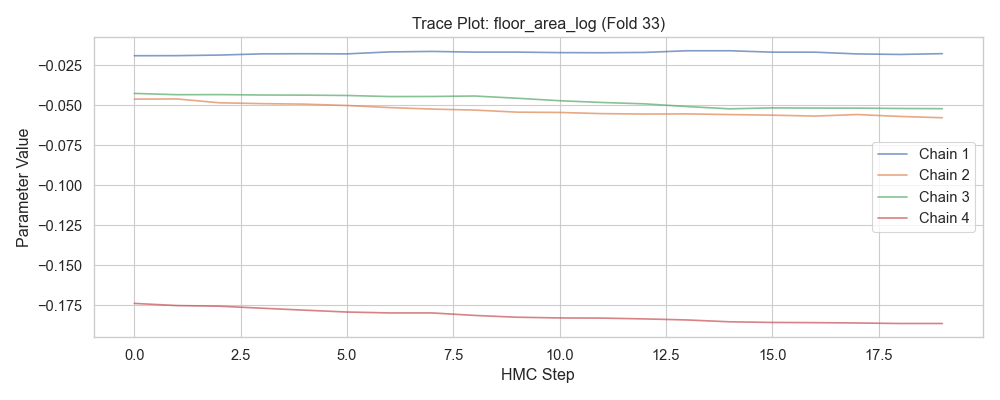 Trace Plot: floor_area_log (Fold 33)
Parameter Value
−0.025
−0.050
−0.075
−0.100
−0.125
−0.150
−0.175
Chain 1
Chain 2
Chain 3
Chain 4
0.0 2.5 5.0 7.5 10.0 12.5 15.0 17.5
HMC Step